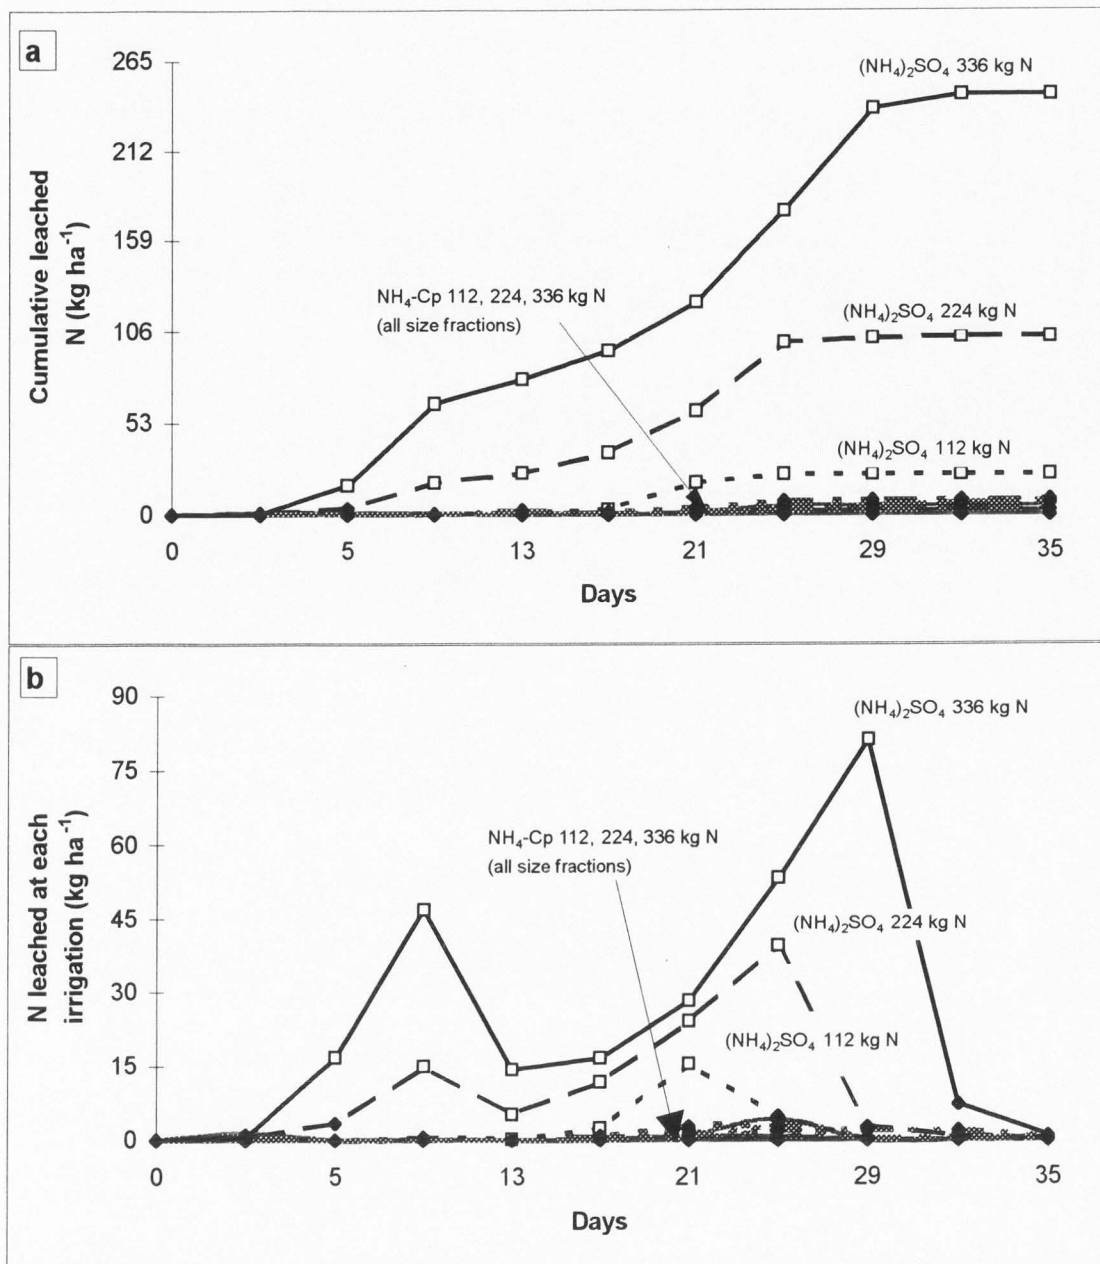 a
265
212
159
106
53
0
Cumulative leached
N (kg ha⁻¹)
(NH₄)₂SO₄ 336 kg N
NH₄-Cp 112, 224, 336 kg N
(all size fractions)
(NH₄)₂SO₄ 224 kg N
(NH₄)₂SO₄ 112 kg N
0 5 13 21 29 35
Days
b
90
75
60
45
30
15
0
N leached at each
irrigation (kg ha⁻¹)
(NH₄)₂SO₄ 336 kg N
NH₄-Cp 112, 224, 336 kg N
(all size fractions)
(NH₄)₂SO₄ 224 kg N
(NH₄)₂SO₄ 112 kg N
0 5 13 21 29 35
Days